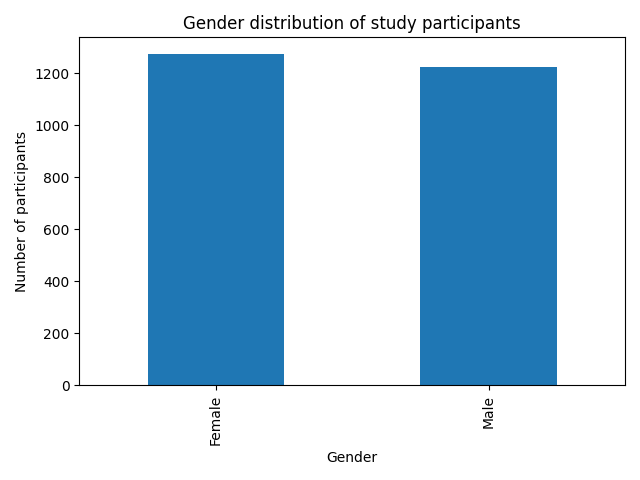 Gender distribution of study participants
Number of participants
1200
1000
800
600
400
200
0
Female
Male
Gender